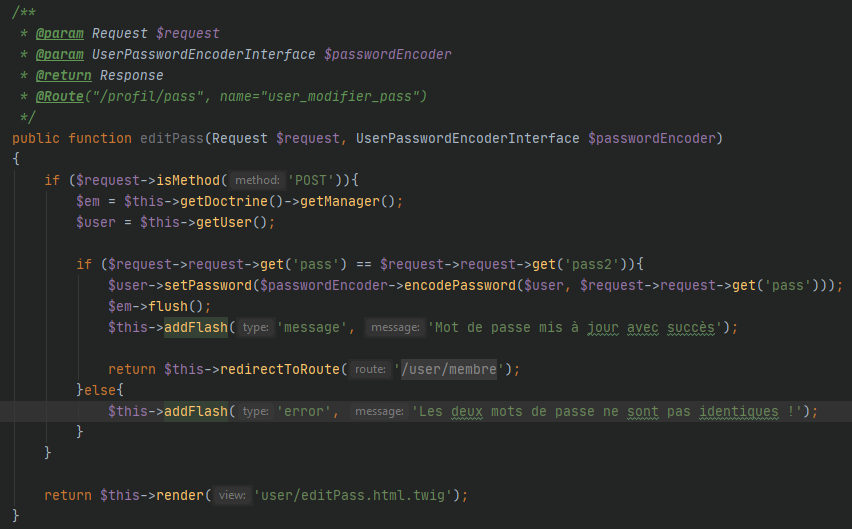 /**
 * @param Request $request
 * @param UserPasswordEncoderInterface $passwordEncoder
 * @return Response
 * @Route("/profil/pass", name="user_modifier_pass")
 */
public function editPass(Request $request, UserPasswordEncoderInterface $passwordEncoder)
{
    if ($request->isMethod( method: 'POST')){
        $em = $this->getDoctrine()->getManager();
        $user = $this->getUser();

        if ($request->request->get('pass') == $request->request->get('pass2')){
            $user->setPassword($passwordEncoder->encodePassword($user, $request->request->get('pass')));
            $em->flush();
            $this->addFlash( type: 'message', message: 'Mot de passe mis à jour avec succès');

            return $this->redirectToRoute( route: '/user/membre');
        }else{
            $this->addFlash( type: 'error', message: 'Les deux mots de passe ne sont pas identiques !');
        }
    }

    return $this->render( view: 'user/editPass.html.twig');
}